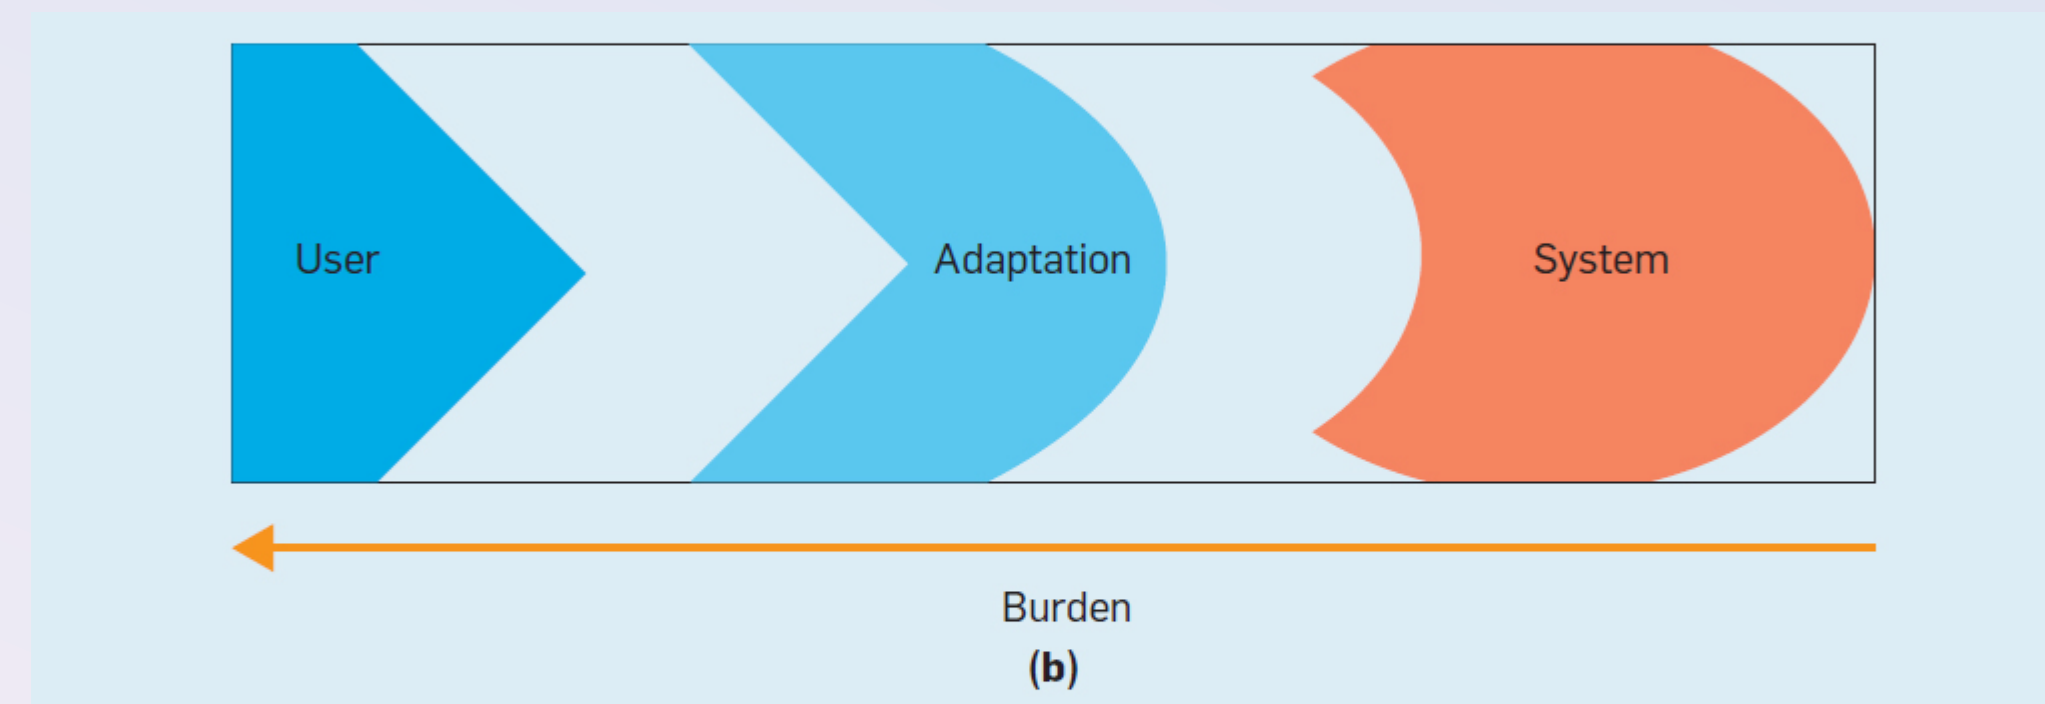 User
Adaptation
System
Burden
(b)